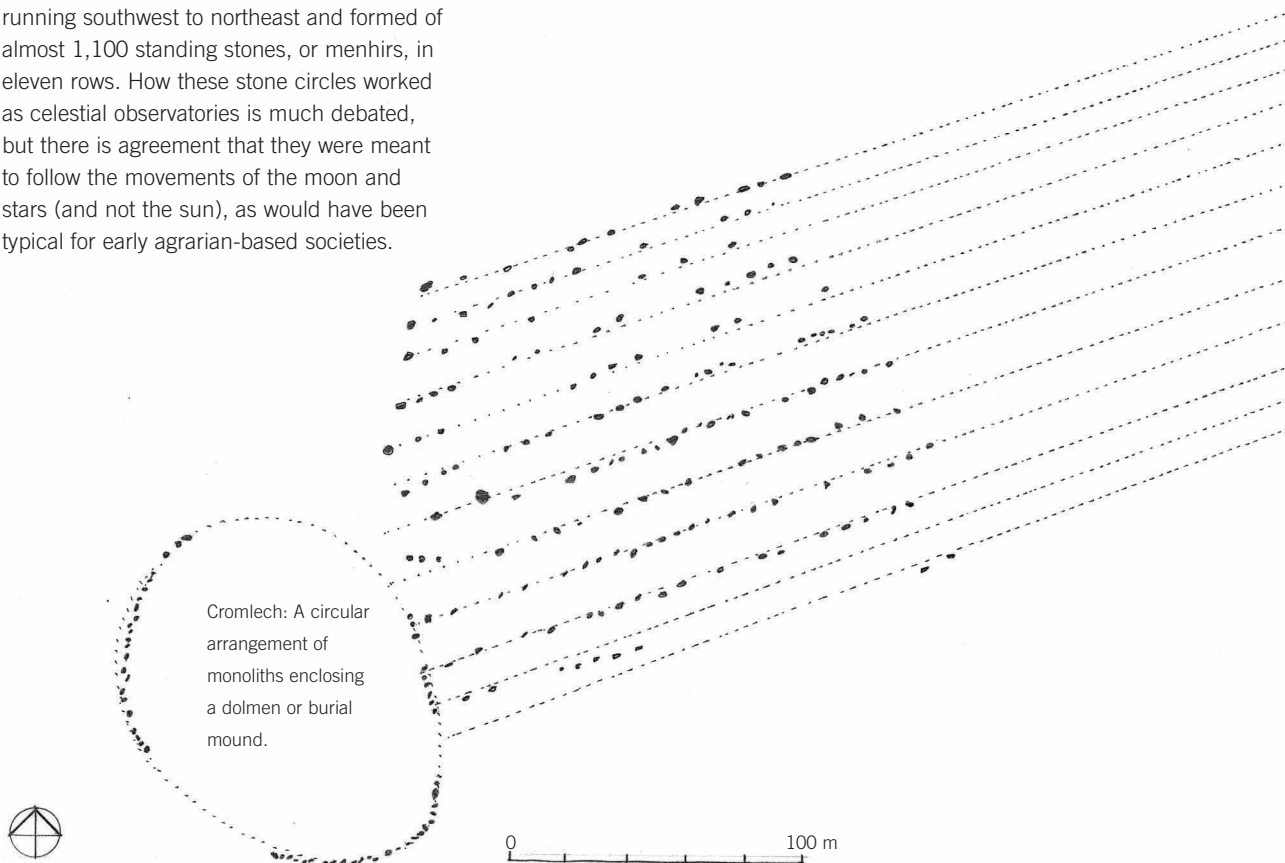 running southwest to northeast and formed of
almost 1,100 standing stones, or menhirs, in
eleven rows. How these stone circles worked
as celestial observatories is much debated,
but there is agreement that they were meant
to follow the movements of the moon and
stars (and not the sun), as would have been
typical for early agrarian-based societies.
Cromlech: A circular
arrangement of
monoliths enclosing
a dolmen or burial
mound.
0
100 m